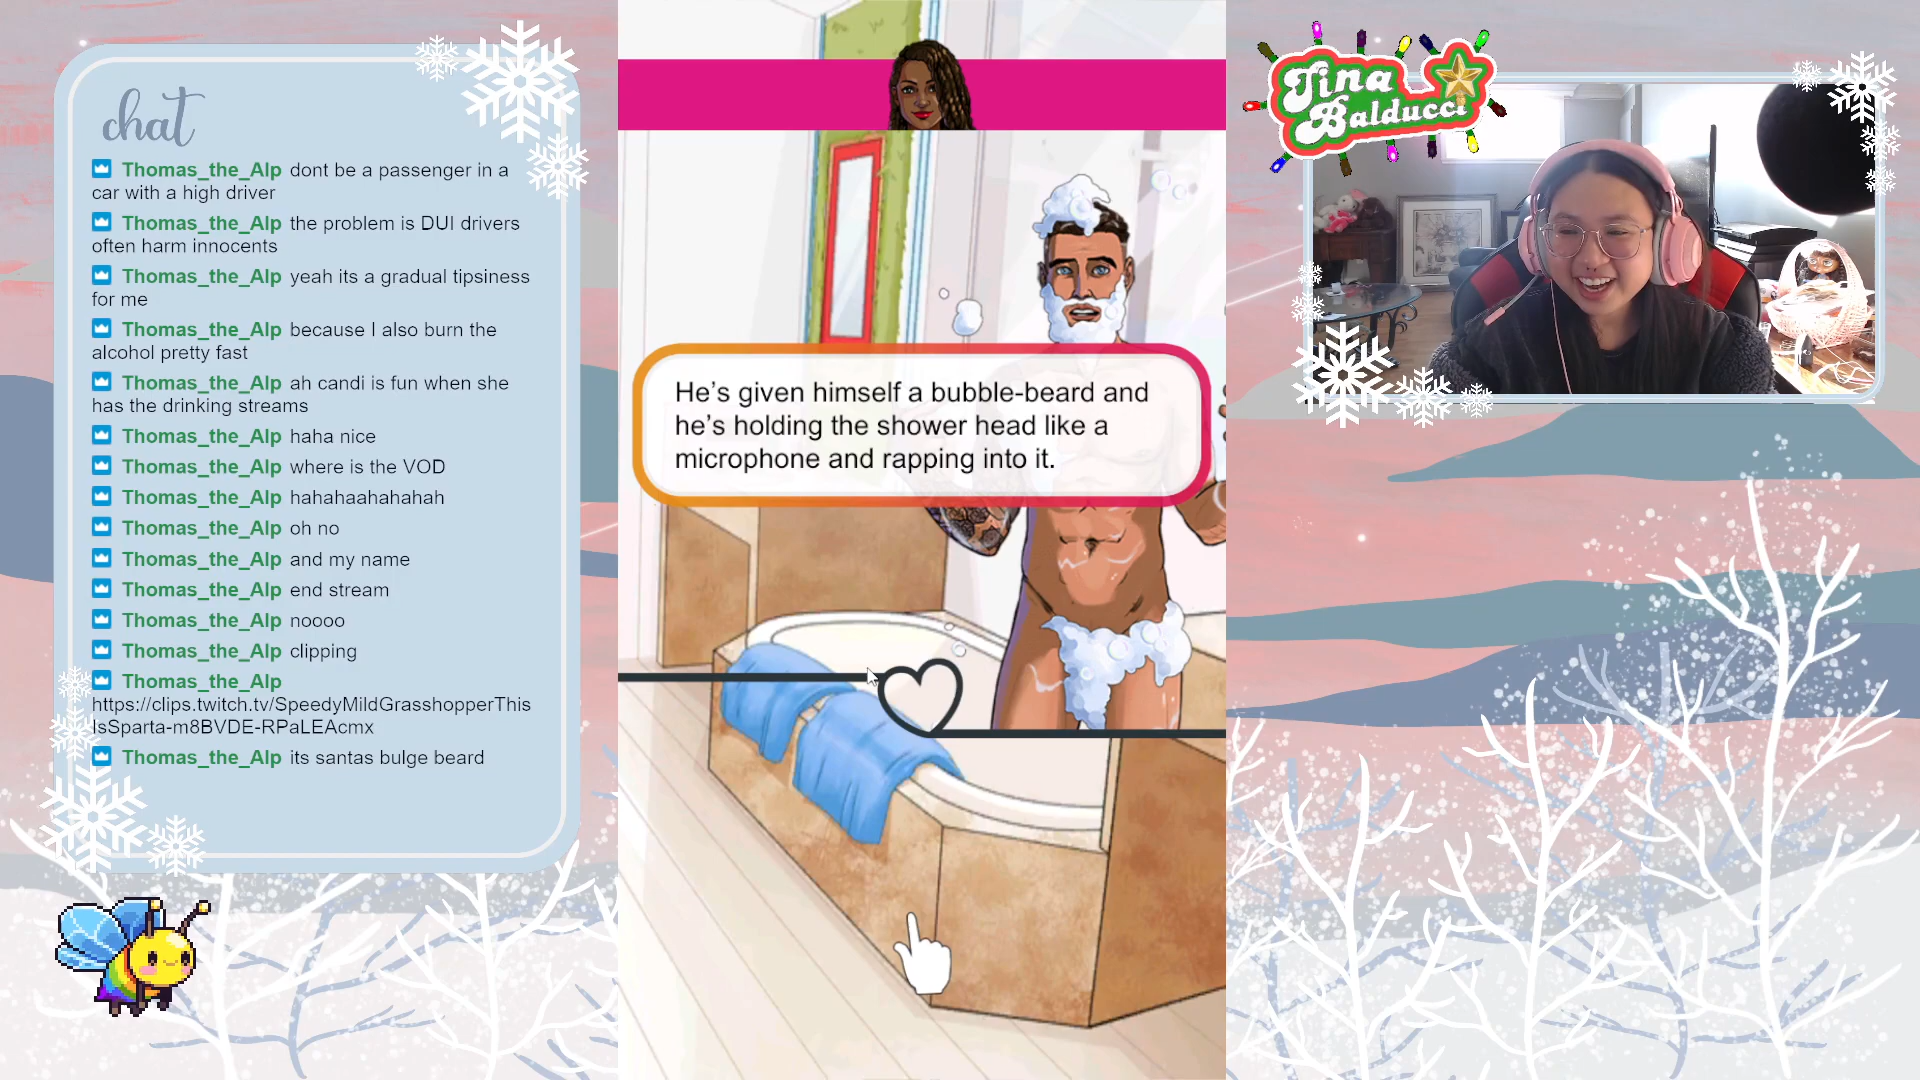 chat
Thomas_the_Alp dont be a passenger in a
car with a high driver
Thomas_the_Alp the problem is DUI drivers
often harm innocents
Thomas_the_Alp yeah its a gradual tipsiness
for me
Thomas_the_Alp because I also burn the
alcohol pretty fast
Thomas_the_Alp ah candi is fun when she
has the drinking streams
Thomas_the_Alp haha nice
Thomas_the_Alp where is the VOD
Thomas_the_Alp hahahaahahahah
Thomas_the_Alp oh no
Thomas_the_Alp and my name
Thomas_the_Alp end stream
Thomas_the_Alp noooo
Thomas_the_Alp clipping
Thomas_the_Alp
https://clips.twitch.tv/SpeedyMildGrasshopperThis
IsSparta-m8BVDE-RPaLEAcmx
Thomas_the_Alp its santas bulge beard
He's given himself a bubble-beard and
he's holding the shower head like a
microphone and rapping into it.
Tina
Balducci